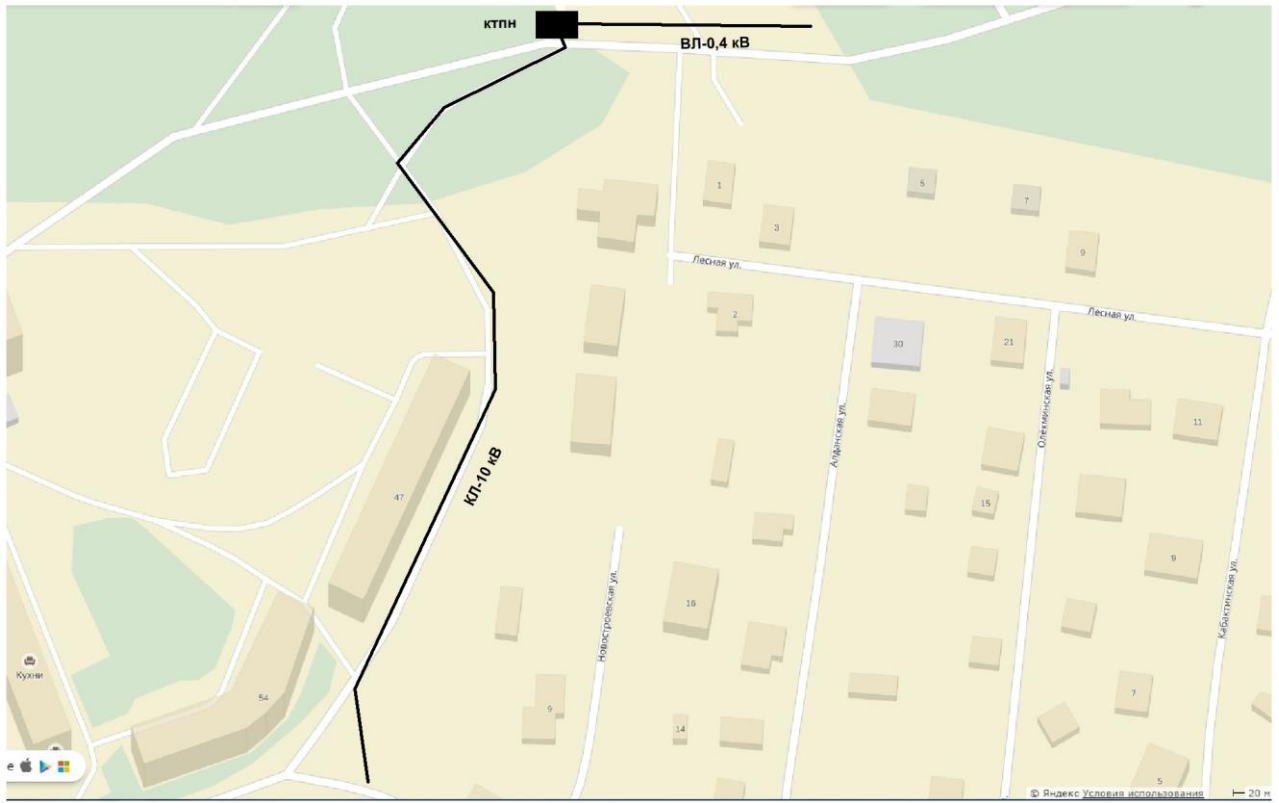 ктпн
ВЛ-0,4 кВ
1
3
5
7
9
Лесная ул.
Лесная ул.
2
30
21
11
Алданская ул.
Олёкминская ул.
КЛ-10 кВ
47
15
9
Новостроевская ул.
16
Кабактинская ул.
Кухни
54
9
14
7
5
е
© Яндекс Условия использования
20 м